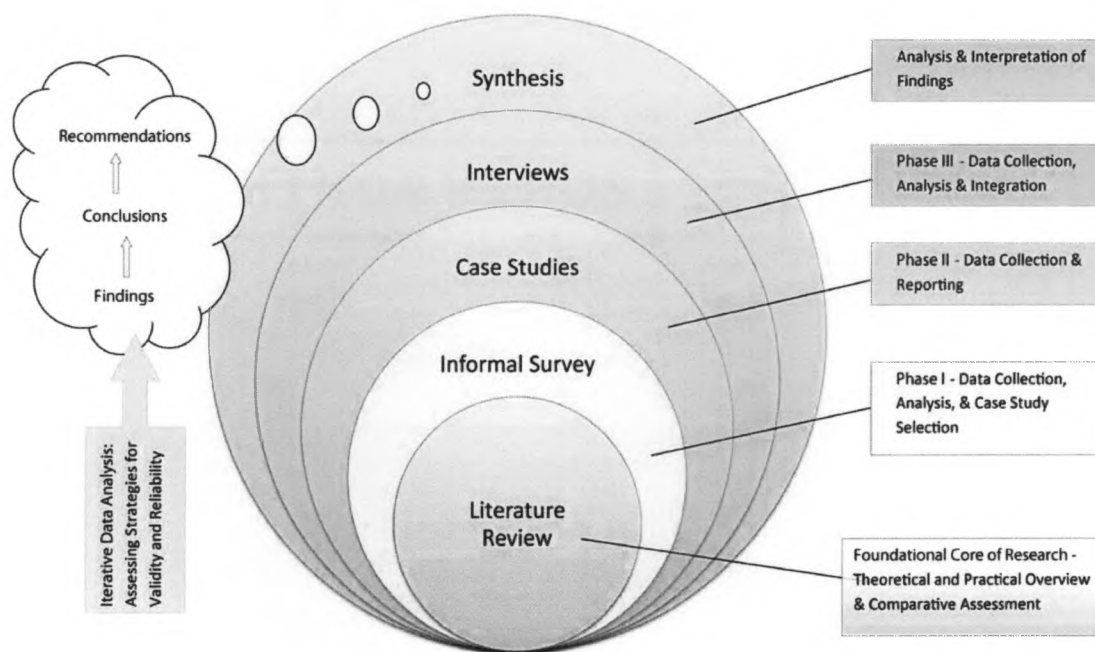 Synthesis
Interviews
Case Studies
Informal Survey
Literature
Review
Recommendations
Conclusions
Findings
Iterative Data Analysis:
Assessing Strategies for
Validity and Reliability
Analysis & Interpretation of
Findings
Phase III - Data Collection,
Analysis & Integration
Phase II - Data Collection &
Reporting
Phase I - Data Collection,
Analysis, & Case Study
Selection
Foundational Core of Research -
Theoretical and Practical Overview
& Comparative Assessment